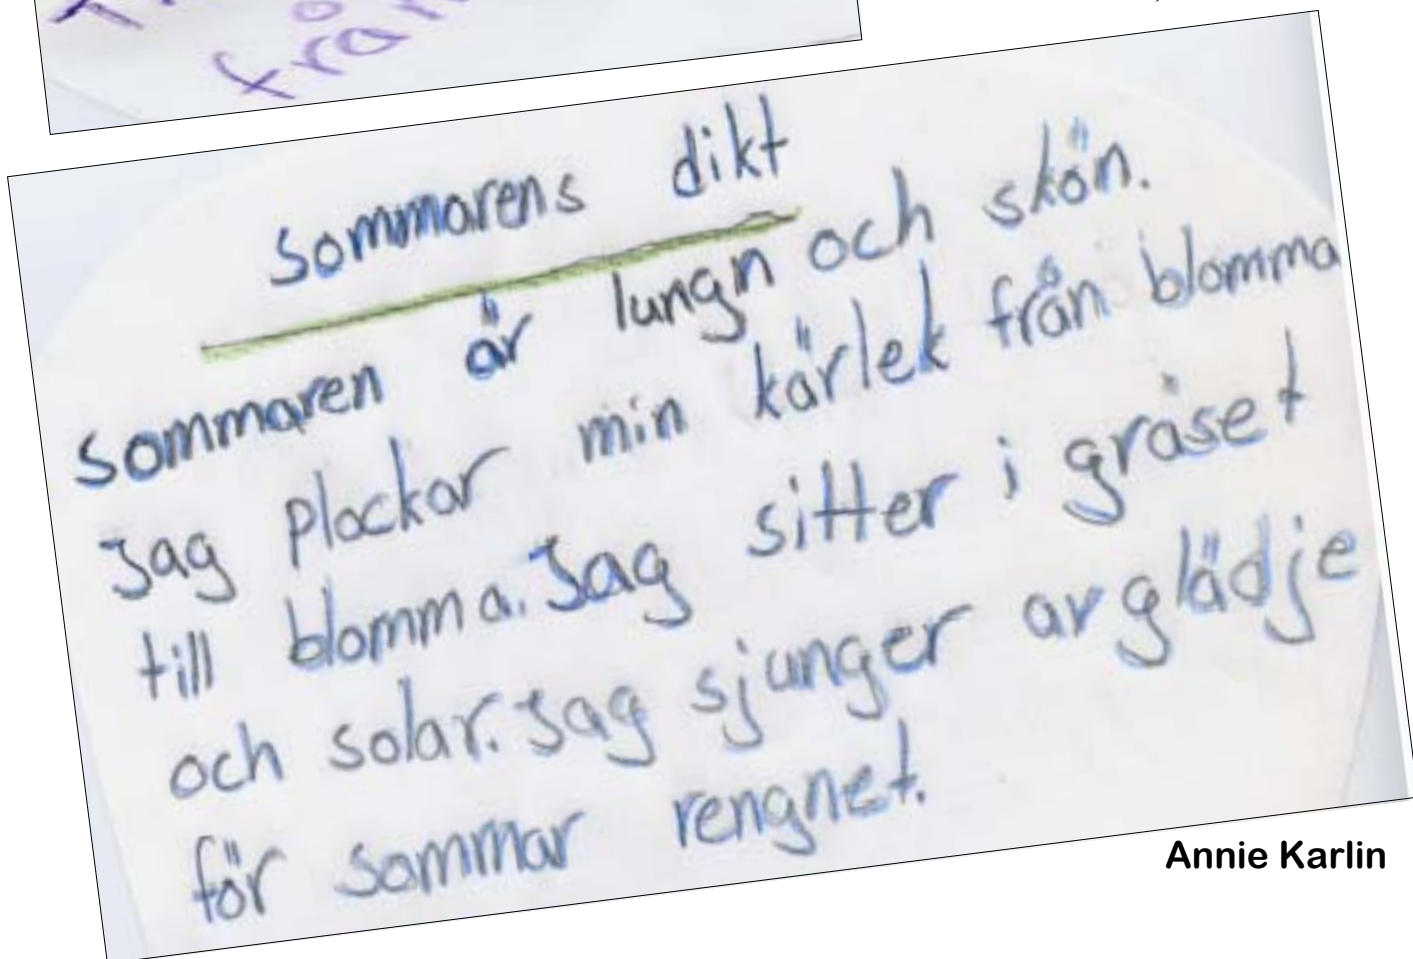 från
Sommarens dikt
Sommaren är lungn och skön.
Jag plockar min kärlek från blomma
till blomma. Jag sitter i gräset
och solar. Jag sjunger av glädje
för sommar rengnet.
Annie Karlin